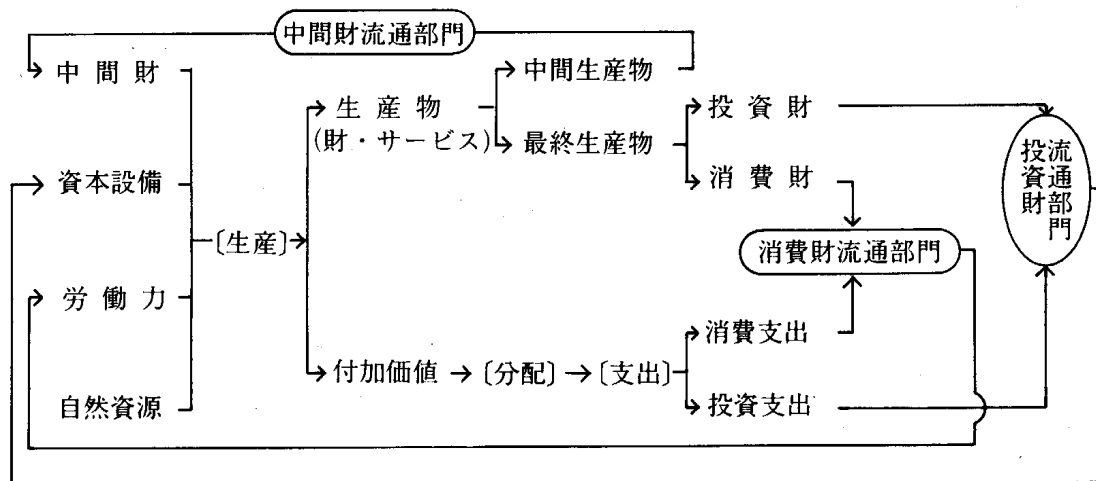 中間財流通部門
中間財
中間生産物
生産物
(財・サービス)
最終生産物
投資財
消費財
投資財
流通部門
資本設備
〔生産〕
消費財流通部門
労働力
消費支出
付加価値
〔分配〕
〔支出〕
自然資源
投資支出